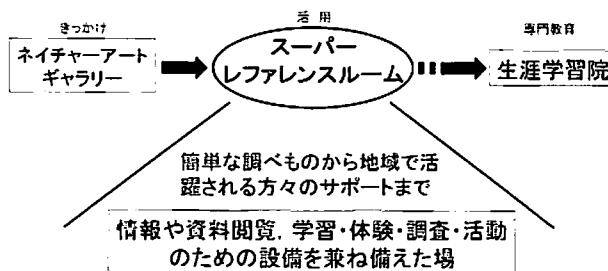 きっかけ
ネイチャーアート
ギャラリー
活用
スーパー
レファレンスルーム
専門教育
生涯学習院
簡単な調べものから地域で活
躍される方々のサポートまで
情報や資料閲覧，学習・体験・調査・活動
のための設備を兼ね備えた場